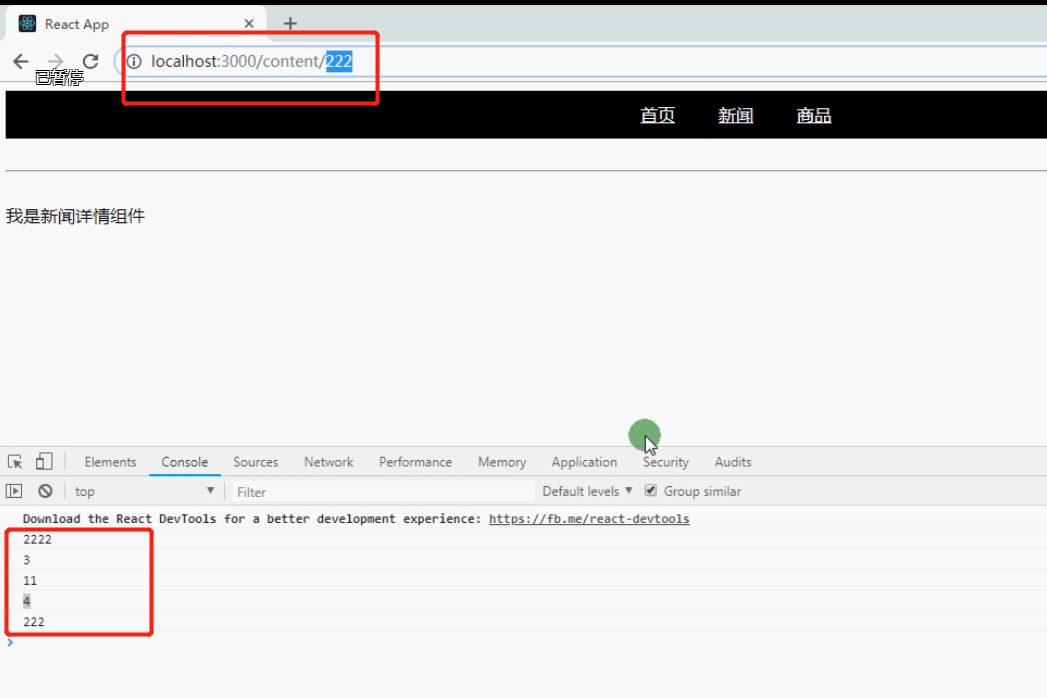 React App
localhost:3000/content/222
已暂停
首页 新闻 商品
我是新闻详情组件
Elements Console Sources Network Performance Memory Application Security Audits
top Filter Default levels Group similar
Download the React DevTools for a better development experience: https://fb.me/react-devtools
2222
3
11
4
222